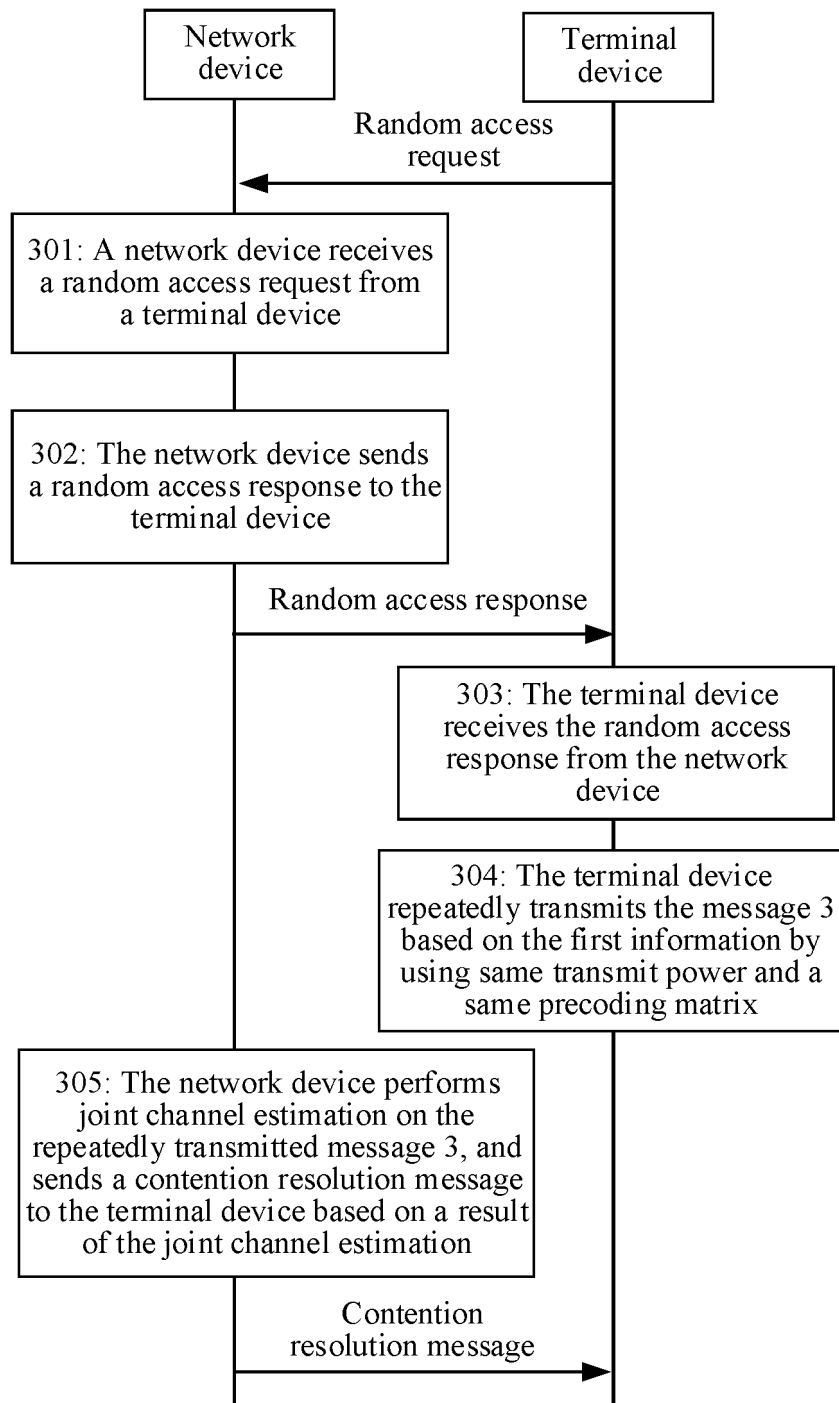 Network
device
Terminal
device
Random access
request
301: A network device receives
a random access request from
a terminal device
302: The network device sends
a random access response to the
terminal device
Random access response
303: The terminal device
receives the random access
response from the network
device
304: The terminal device
repeatedly transmits the message 3
based on the first information by
using same transmit power and a
same precoding matrix
305: The network device performs
joint channel estimation on the
repeatedly transmitted message 3, and
sends a contention resolution message
to the terminal device based on a result
of the joint channel estimation
Contention
resolution message